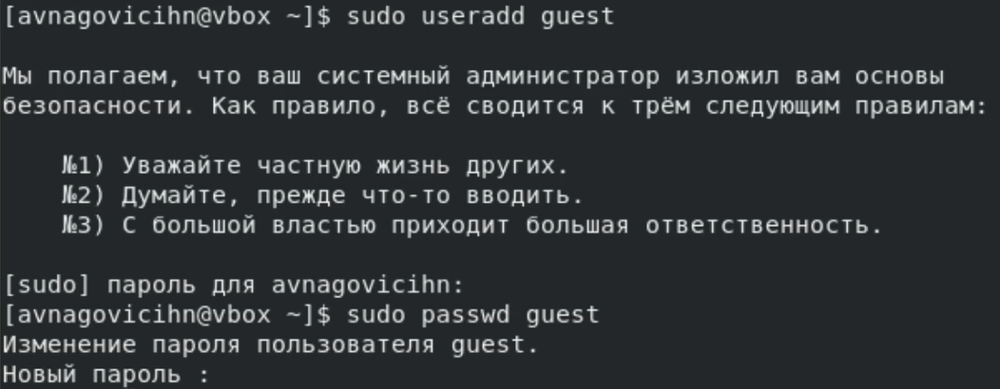 [avnagovicihn@vbox ~]$ sudo useradd guest
Мы полагаем, что ваш системный администратор изложил вам основы
безопасности. Как правило, всё сводится к трём следующим правилам:
№1) Уважайте частную жизнь других.
№2) Думайте, прежде что-то вводить.
№3) С большой властью приходит большая ответственность.
[sudo] пароль для avnagovicihn:
[avnagovicihn@vbox ~]$ sudo passwd guest
Изменение пароля пользователя guest.
Новый пароль :